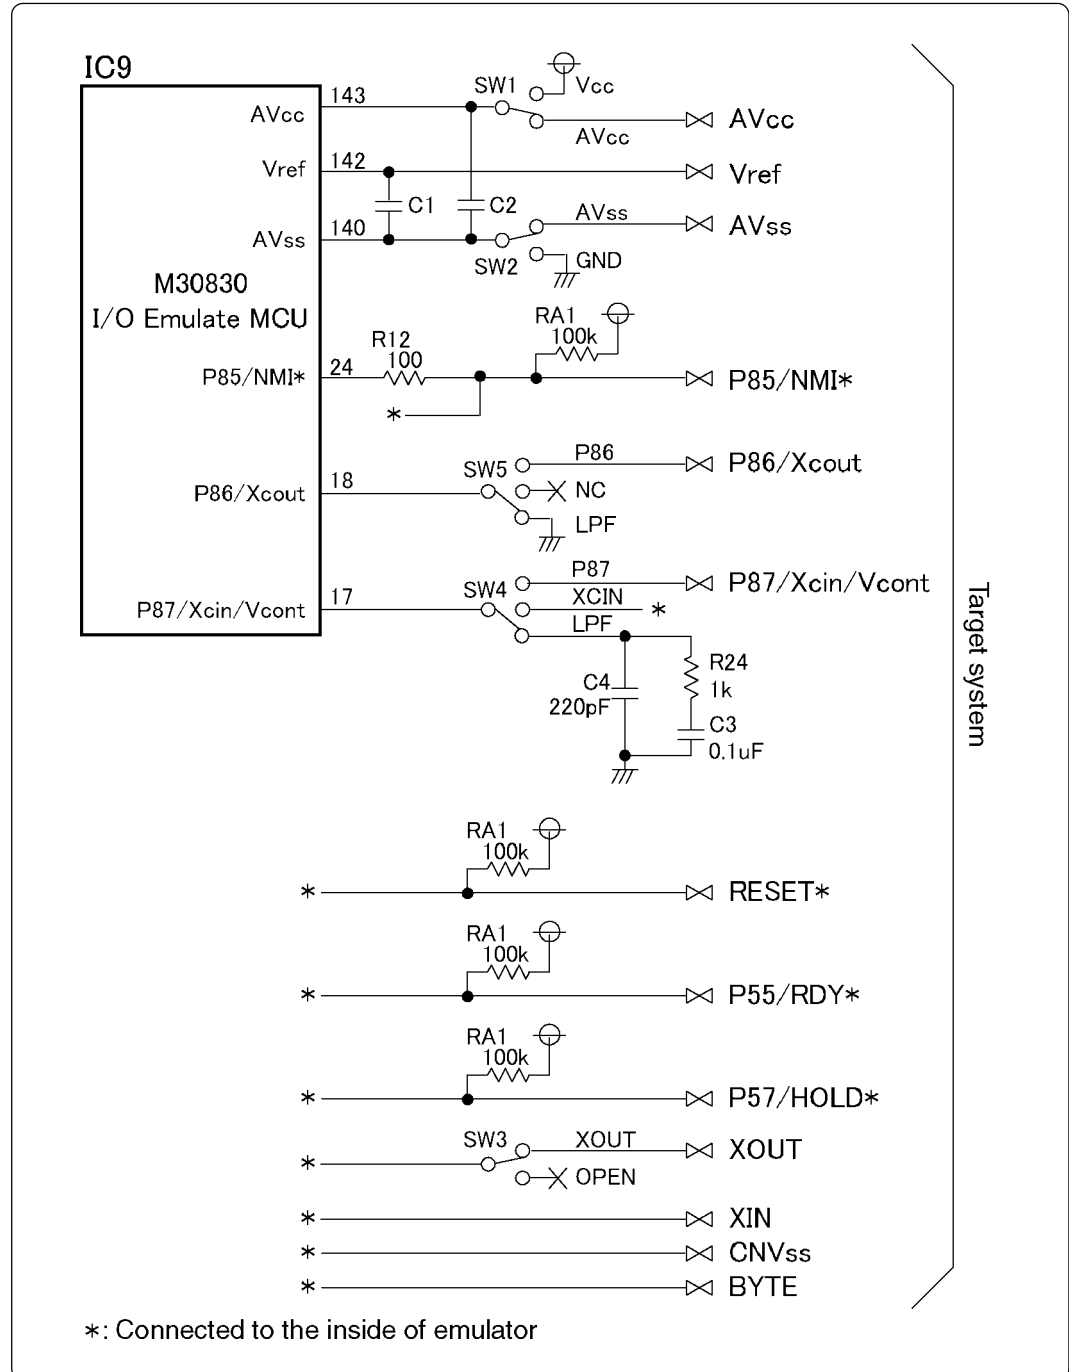 IC9
AVcc 143
SW1
Vcc
AVcc
AVcc
Vref 142
Vref
C1
C2
AVss 140
AVss
AVss
SW2
GND
M30830
I/O Emulate MCU
RA1
100k
R12
100
P85/NMI* 24
P85/NMI*
*
P86
P86/Xcout
SW5
P86/Xcout 18
NC
LPF
P87
P87/Xcin/Vcont
SW4
XCIN *
P87/Xcin/Vcont 17
LPF
R24
1k
C4
220pF
C3
0.1uF
Target system
RA1
100k
* RESET*
RA1
100k
* P55/RDY*
RA1
100k
* P57/HOLD*
SW3
XOUT
XOUT
*
OPEN
* XIN
* CNVss
* BYTE
*: Connected to the inside of emulator